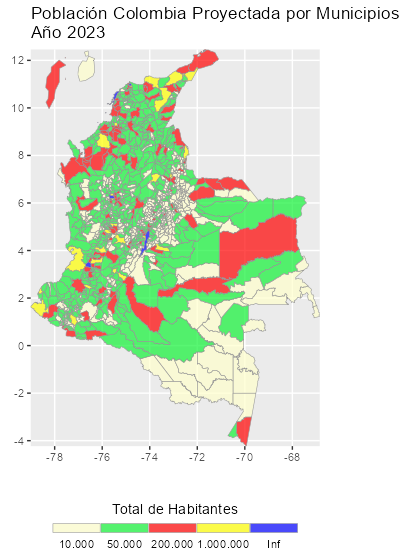 Población Colombia Proyectada por Municipios
Año 2023
12
10
8
6
4
2
0
-2
-4
-78 -76 -74 -72 -70 -68
Total de Habitantes
10.000 50.000 200.000 1.000.000 Inf